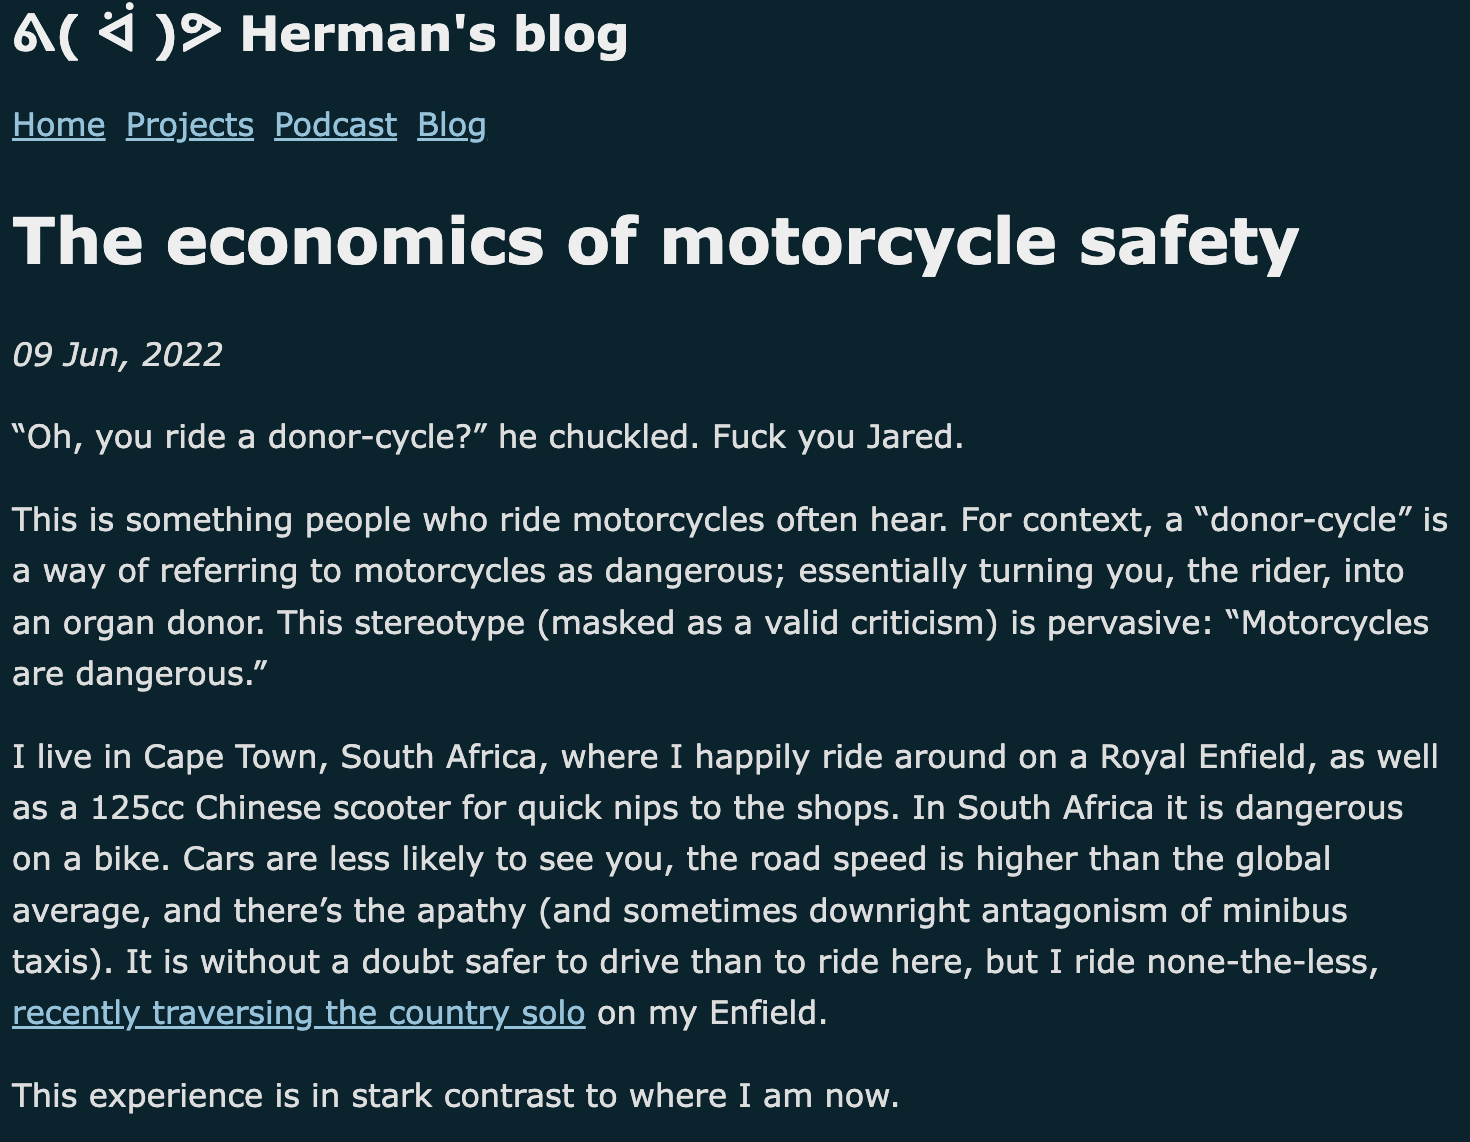 ᕕ( ᐛ )ᕗ Herman's blog
Home Projects Podcast Blog
The economics of motorcycle safety
09 Jun, 2022
“Oh, you ride a donor-cycle?” he chuckled. Fuck you Jared.
This is something people who ride motorcycles often hear. For context, a “donor-cycle” is
a way of referring to motorcycles as dangerous; essentially turning you, the rider, into
an organ donor. This stereotype (masked as a valid criticism) is pervasive: “Motorcycles
are dangerous.”
I live in Cape Town, South Africa, where I happily ride around on a Royal Enfield, as well
as a 125cc Chinese scooter for quick nips to the shops. In South Africa it is dangerous
on a bike. Cars are less likely to see you, the road speed is higher than the global
average, and there’s the apathy (and sometimes downright antagonism of minibus
taxis). It is without a doubt safer to drive than to ride here, but I ride none-the-less,
recently traversing the country solo on my Enfield.
This experience is in stark contrast to where I am now.